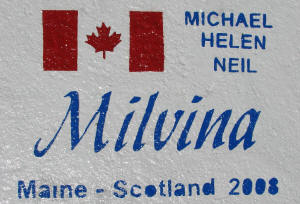 MICHAEL
HELEN
NEIL
Milvina
Maine - Scotland 2008